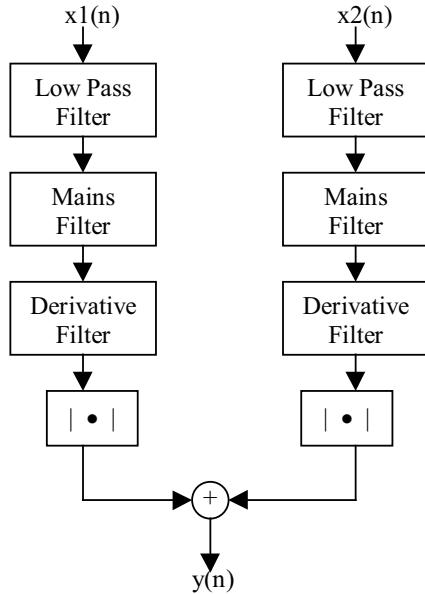 x1(n)
x2(n)
Low Pass
Filter
Low Pass
Filter
Mains
Filter
Mains
Filter
Derivative
Filter
Derivative
Filter
| • |
| • |
+
y(n)